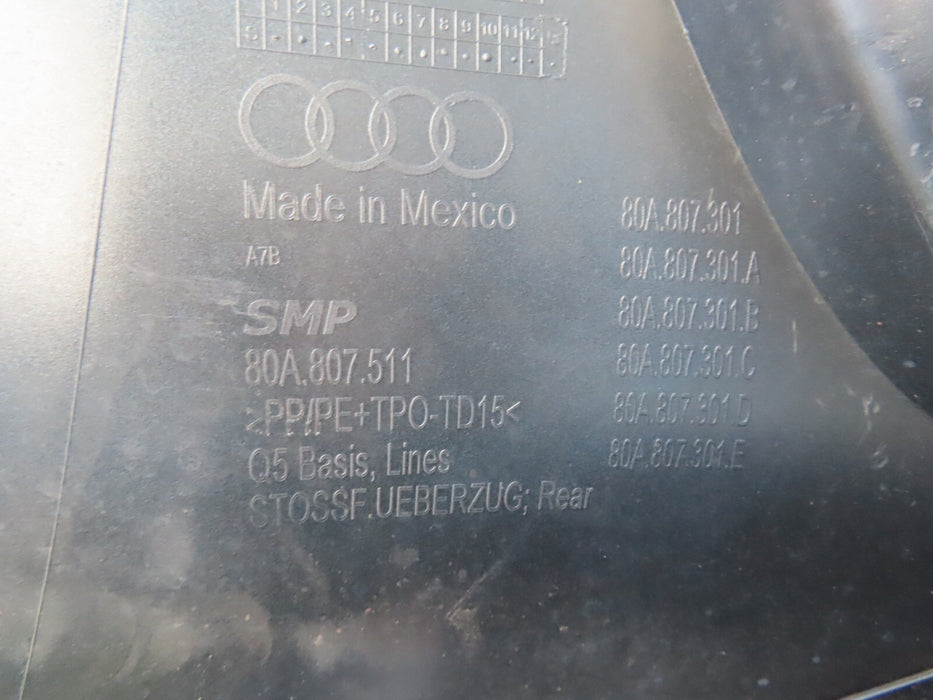 1 2 3 4 5 6 7 8 9 10 11 12
S
Made in Mexico
A7B
SMP
80A.807.511
>PP/PE+TPO-TD15<
Q5 Basis, Lines
STOSSF.UEBERZUG; Rear
80A.807.301
80A.807.301.A
80A.807.301.B
80A.807.301.C
80A.807.301.D
80A.807.301.E